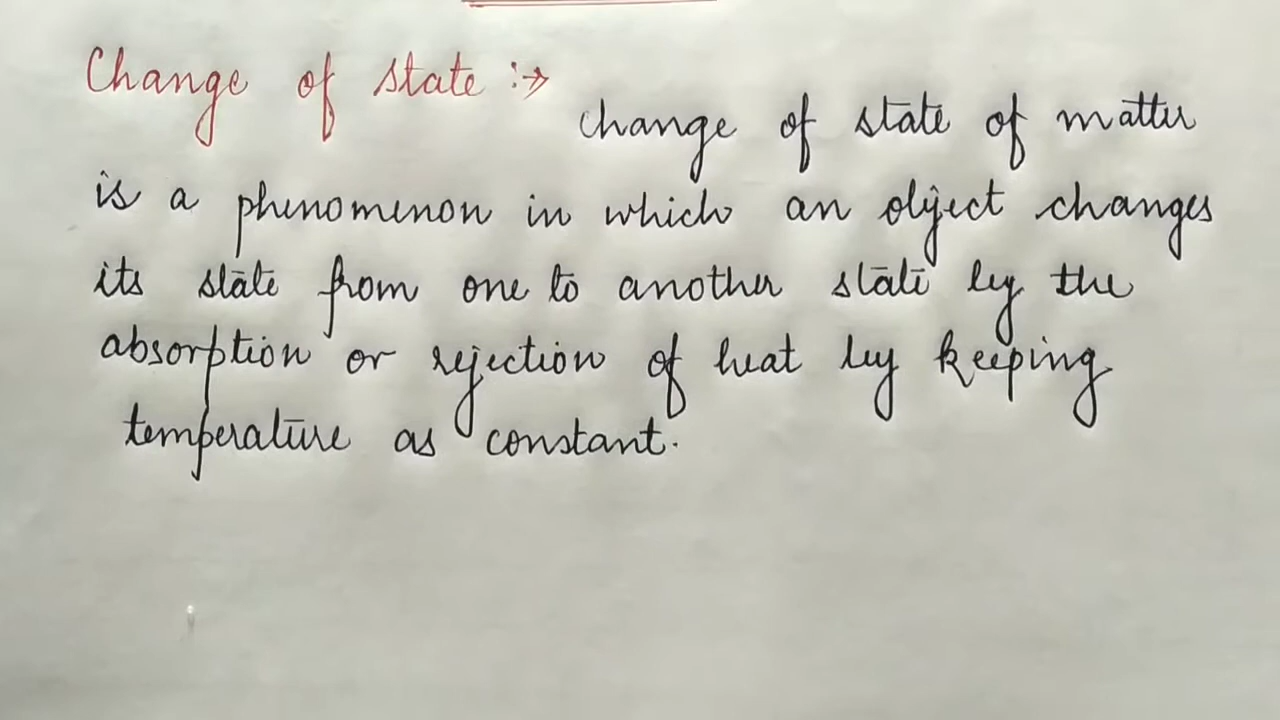 Change of state :→
change of state of matter
is a phenomenon in which an object changes
its state from one to another state by the
absorption or rejection of heat by keeping
temperature as constant.